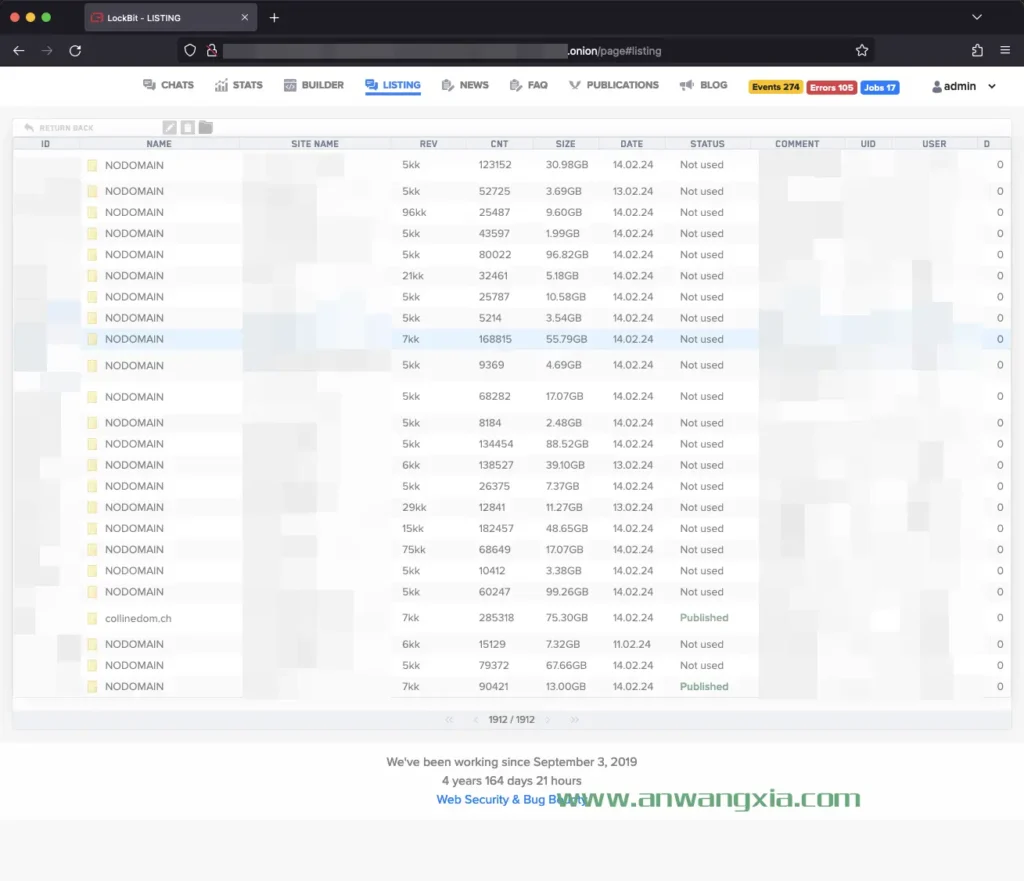 LockBit - LISTING
.onion/page#listing
CHATS STATS BUILDER LISTING NEWS FAQ PUBLICATIONS BLOG Events 274 Errors 105 Jobs 17 admin
RETURN BACK
ID NAME SITE NAME REV CNT SIZE DATE STATUS COMMENT UID USER D
NODOMAIN 5kk 123152 30.98GB 14.02.24 Not used 0
NODOMAIN 5kk 52725 3.69GB 13.02.24 Not used 0
NODOMAIN 96kk 25487 9.60GB 14.02.24 Not used 0
NODOMAIN 5kk 43597 1.99GB 14.02.24 Not used 0
NODOMAIN 5kk 80022 96.82GB 14.02.24 Not used 0
NODOMAIN 21kk 32461 5.18GB 14.02.24 Not used 0
NODOMAIN 5kk 25787 10.58GB 14.02.24 Not used 0
NODOMAIN 5kk 5214 3.54GB 14.02.24 Not used 0
NODOMAIN 7kk 168815 55.79GB 14.02.24 Not used 0
NODOMAIN 5kk 9369 4.69GB 14.02.24 Not used 0
NODOMAIN 5kk 68282 17.07GB 14.02.24 Not used 0
NODOMAIN 5kk 8184 2.48GB 14.02.24 Not used 0
NODOMAIN 5kk 134454 88.52GB 14.02.24 Not used 0
NODOMAIN 6kk 138527 39.10GB 13.02.24 Not used 0
NODOMAIN 5kk 26375 7.37GB 14.02.24 Not used 0
NODOMAIN 29kk 12841 11.27GB 13.02.24 Not used 0
NODOMAIN 15kk 182457 48.65GB 14.02.24 Not used 0
NODOMAIN 75kk 68649 17.07GB 14.02.24 Not used 0
NODOMAIN 5kk 10412 3.38GB 14.02.24 Not used 0
NODOMAIN 5kk 60247 99.26GB 14.02.24 Not used 0
collinedom.ch 7kk 285318 75.30GB 14.02.24 Published 0
NODOMAIN 6kk 15129 7.32GB 11.02.24 Not used 0
NODOMAIN 5kk 79372 67.66GB 14.02.24 Not used 0
NODOMAIN 7kk 90421 13.00GB 14.02.24 Published 0
« ‹ 1912 / 1912 › »
We've been working since September 3, 2019
4 years 164 days 21 hours
Web Security & Bug Bounty
www.anwangxia.com